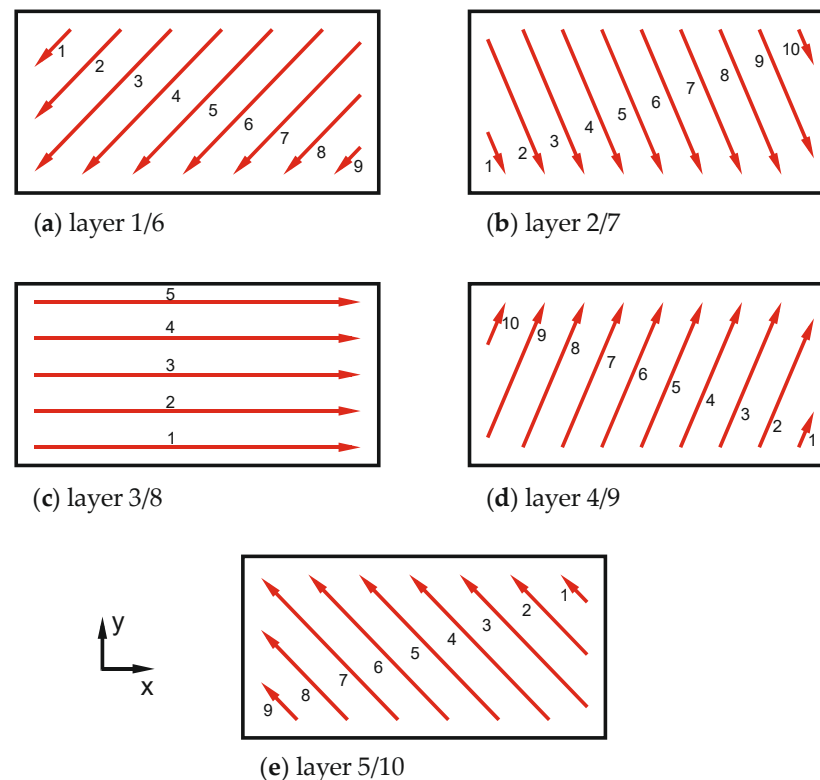 1 2 3 4 5 6 7 8 9
(a) layer 1/6
1 2 3 4 5 6 7 8 9 10
(b) layer 2/7
5
4
3
2
1
(c) layer 3/8
10 9 8 7 6 5 4 3 2 1
(d) layer 4/9
y
x
9 8 7 6 5 4 3 2 1
(e) layer 5/10